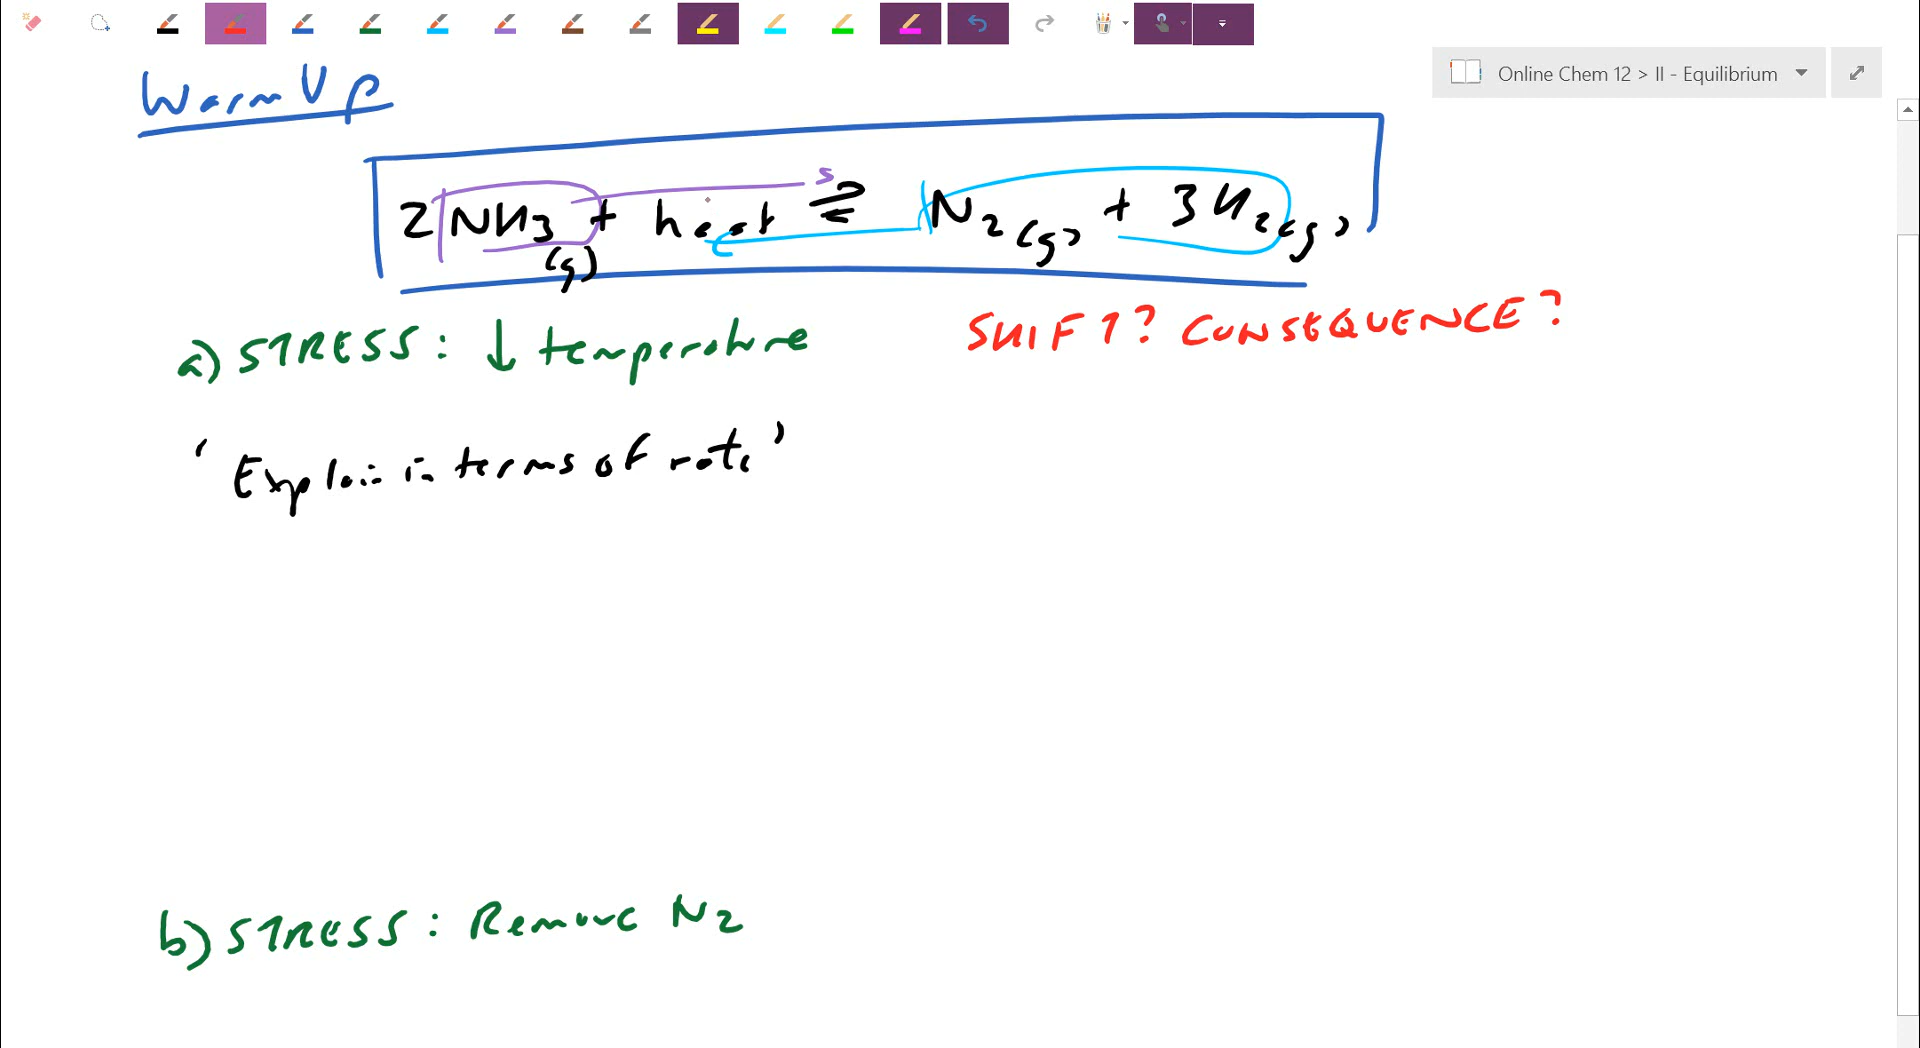 Online Chem 12 > II - Equilibrium
Warm Up
2NH3(g) + heat ⇌ N2(g) + 3H2(g)
a) STRESS: ↓ temperature
SHIFT? CONSEQUENCE?
'Explain in terms of rate'
b) STRESS: Remove N2